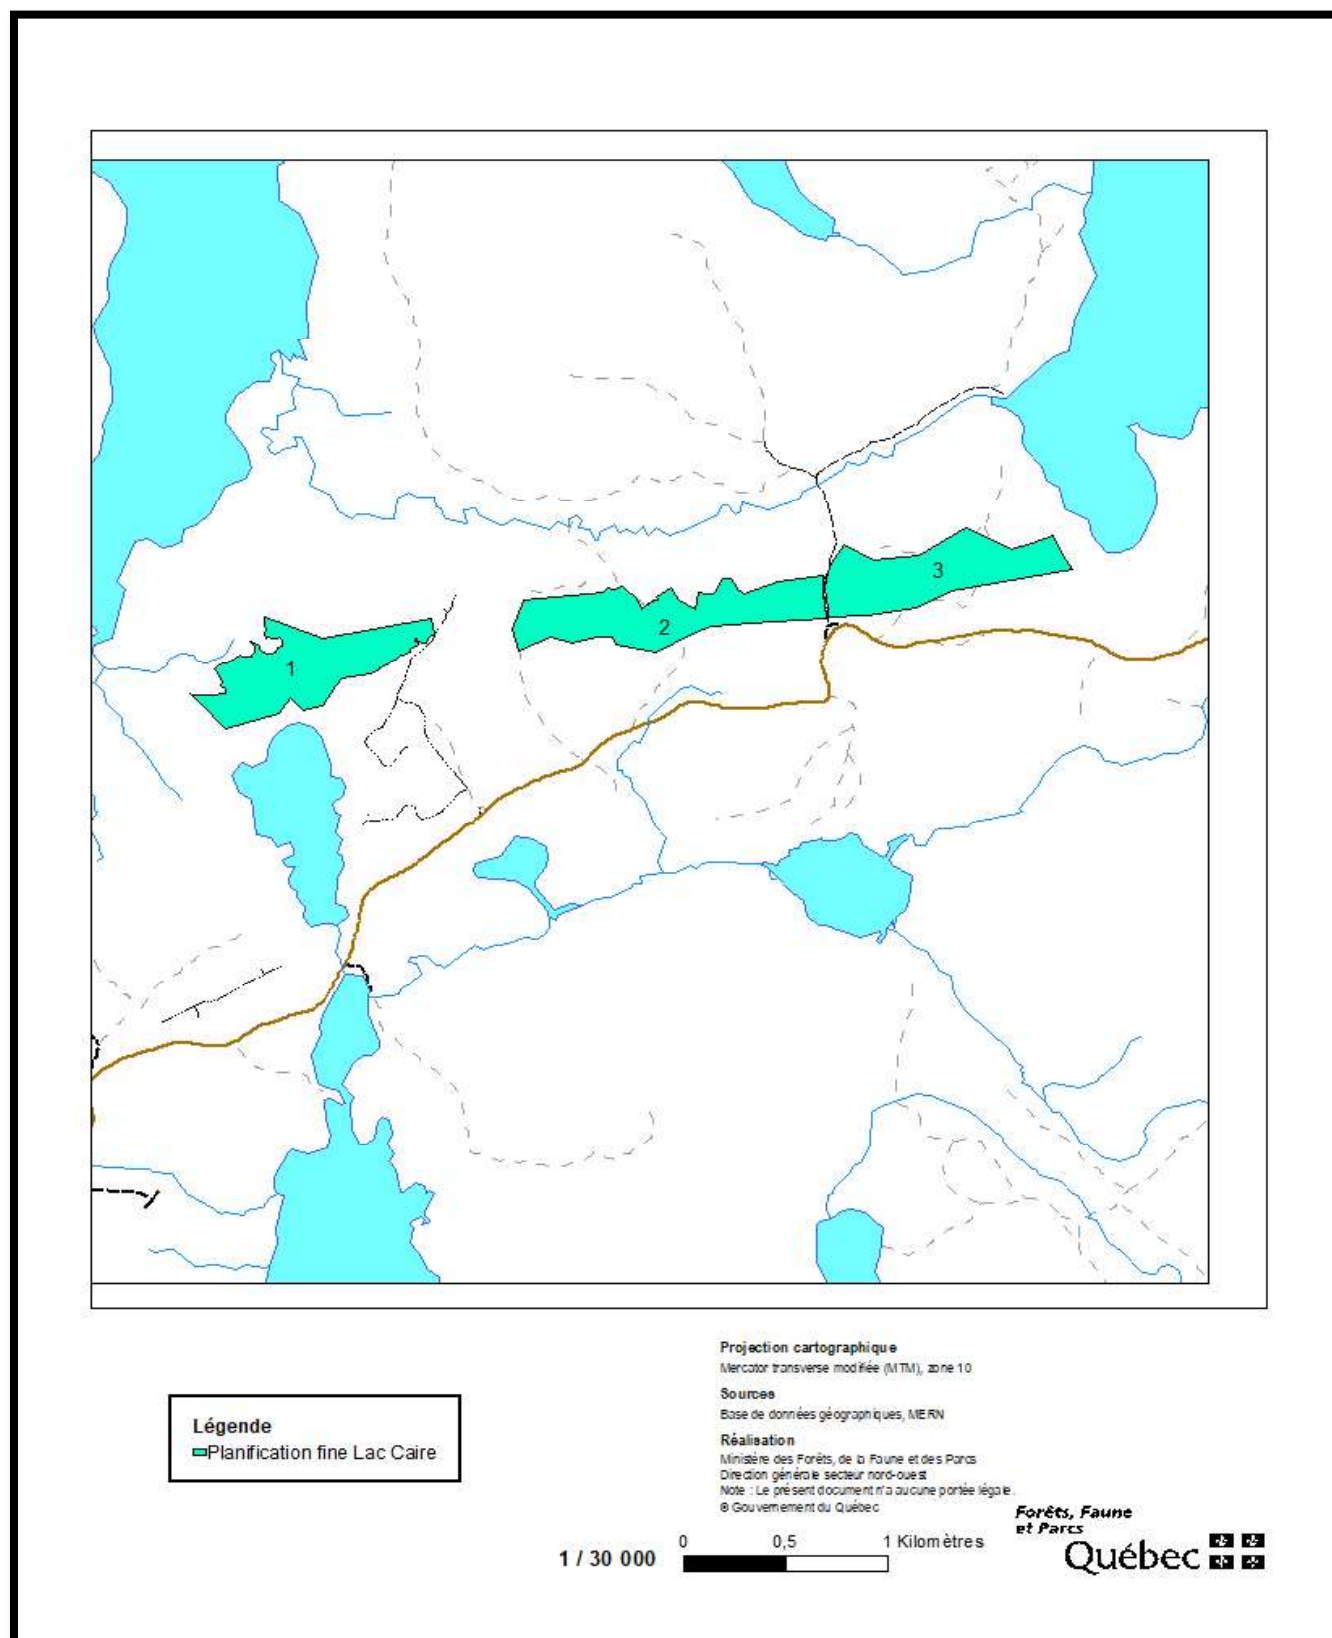 3
2
1
Projection cartographique
Mercator transverse modifiée (MTM), zone 10
Sources
Base de données géographiques, MERN
Réalisation
Ministère des Forêts, de la Faune et des Parcs
Direction générale secteur nord-ouest
Note : Le présent document n'a aucune portée légale.
© Gouvernement du Québec
Légende
Planification fine Lac Caire
1 / 30 000
0 0,5 1 Kilomètres
Forêts, Faune
et Parcs
Québec